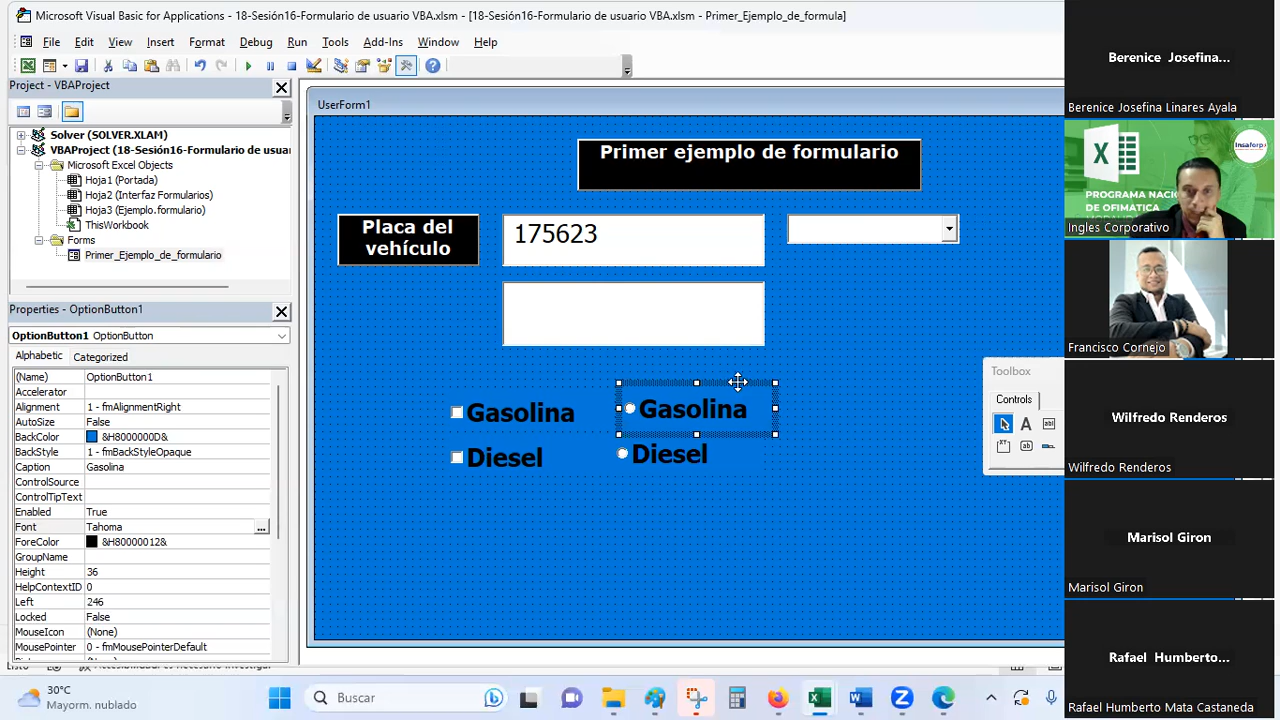 Microsoft Visual Basic for Applications - 18-Sesión16-Formulario de usuario VBA.xlsm - [18-Sesión16-Formulario de usuario VBA.xlsm - Primer_Ejemplo_de_formula]
File Edit View Insert Format Debug Run Tools Add-Ins Window Help
Project - VBAProject
Solver (SOLVER.XLAM)
VBAProject (18-Sesión16-Formulario de usuar
Microsoft Excel Objects
Hoja1 (Portada)
Hoja2 (Interfaz Formularios)
Hoja3 (Ejemplo.formulario)
ThisWorkbook
Forms
Primer_Ejemplo_de_formulario
Properties - OptionButton1
OptionButton1 OptionButton
Alphabetic Categorized
(Name) OptionButton1
Accelerator
Alignment 1 - fmAlignmentRight
AutoSize False
BackColor &H8000000D&
BackStyle 1 - fmBackStyleOpaque
Caption Gasolina
ControlSource
ControlTipText
Enabled True
Font Tahoma
ForeColor &H80000012&
GroupName
Height 36
HelpContextID 0
Left 246
Locked False
MouseIcon (None)
MousePointer 0 - fmMousePointerDefault
UserForm1
Primer ejemplo de formulario
Placa del
vehículo
175623
Gasolina
Gasolina
Diesel
Diesel
Toolbox
Controls
A
ab|
30°C
Mayorm. nublado
Buscar
Berenice Josefina...
Berenice Josefina Linares Ayala
Insaforp
PROGRAMA NACIO
DE OFIMATICA
Ingles Corporativo
Francisco Cornejo
Wilfredo Renderos
Wilfredo Renderos
Marisol Giron
Marisol Giron
Rafael Humberto...
Rafael Humberto Mata Castaneda